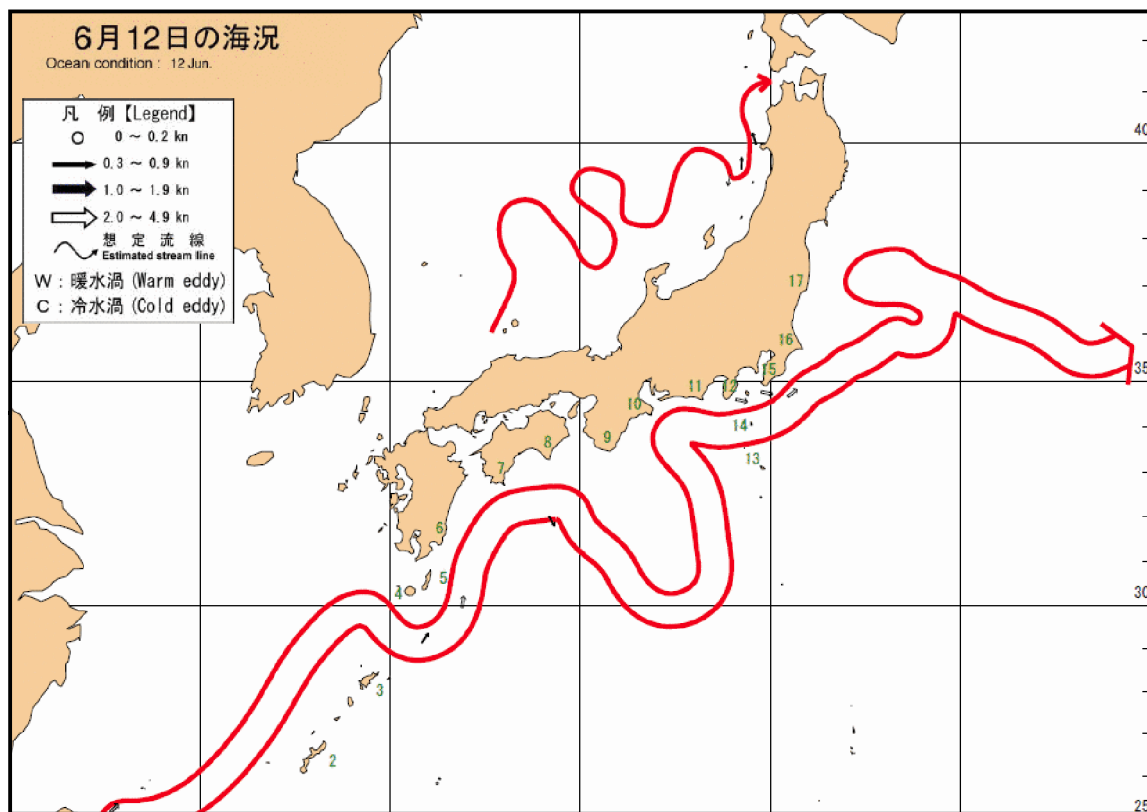 6月12日の海況
Ocean condition : 12 Jun.
凡 例【Legend】
0 ~ 0.2 kn
0.3 ~ 0.9 kn
1.0 ~ 1.9 kn
2.0 ~ 4.9 kn
想 定 流 線
Estimated stream line
W : 暖水渦 (Warm eddy)
C : 冷水渦 (Cold eddy)
40
17
16
15
35
12
11
10
14
9
8
13
7
6
5
4
30
3
2
25